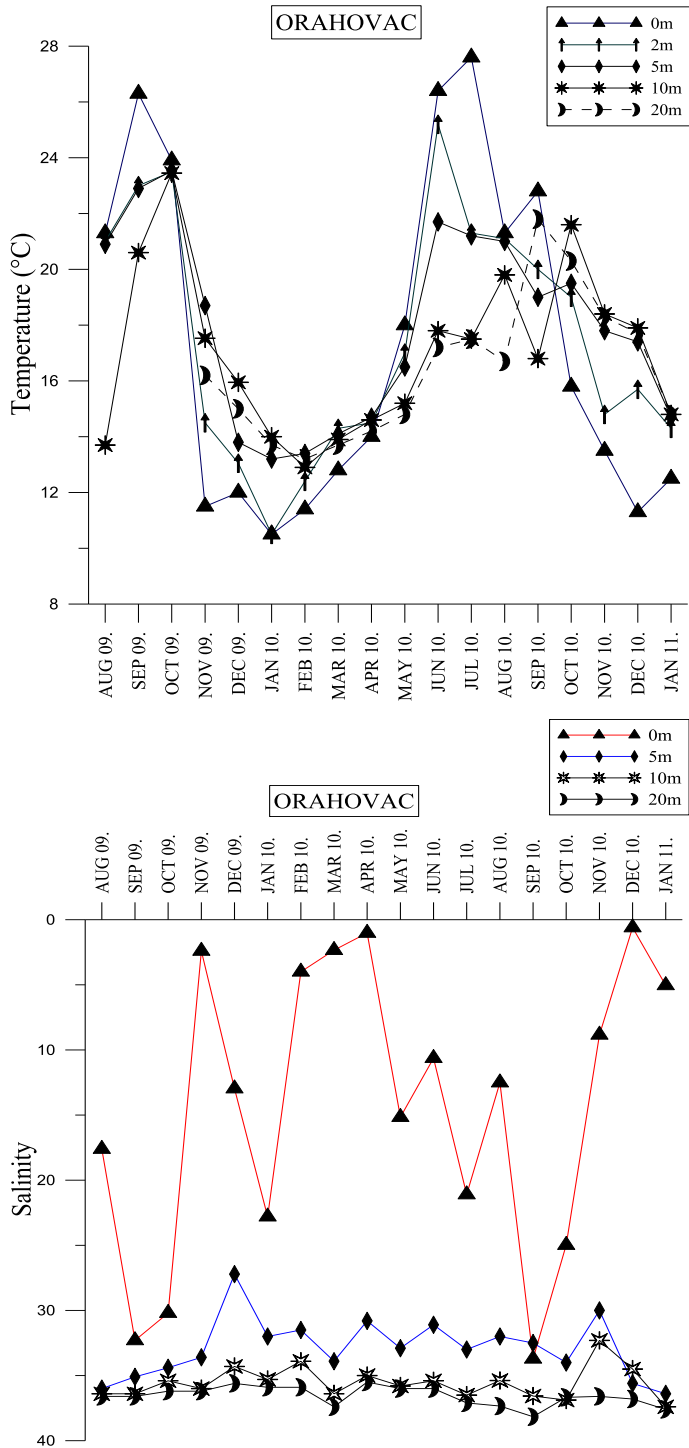 ORAHOVAC
0m
2m
5m
10m
20m
28
24
20
16
12
8
Temperature (°C)
AUG 09.
SEP 09.
OCT 09.
NOV 09.
DEC 09.
JAN 10.
FEB 10.
MAR 10.
APR 10.
MAY 10.
JUN 10.
JUL 10.
AUG 10.
SEP 10.
OCT 10.
NOV 10.
DEC 10.
JAN 11.
0m
5m
10m
20m
ORAHOVAC
AUG 09.
SEP 09.
OCT 09.
NOV 09.
DEC 09.
JAN 10.
FEB 10.
MAR 10.
APR 10.
MAY 10.
JUN 10.
JUL 10.
AUG 10.
SEP 10.
OCT 10.
NOV 10.
DEC 10.
JAN 11.
0
10
20
30
40
Salinity